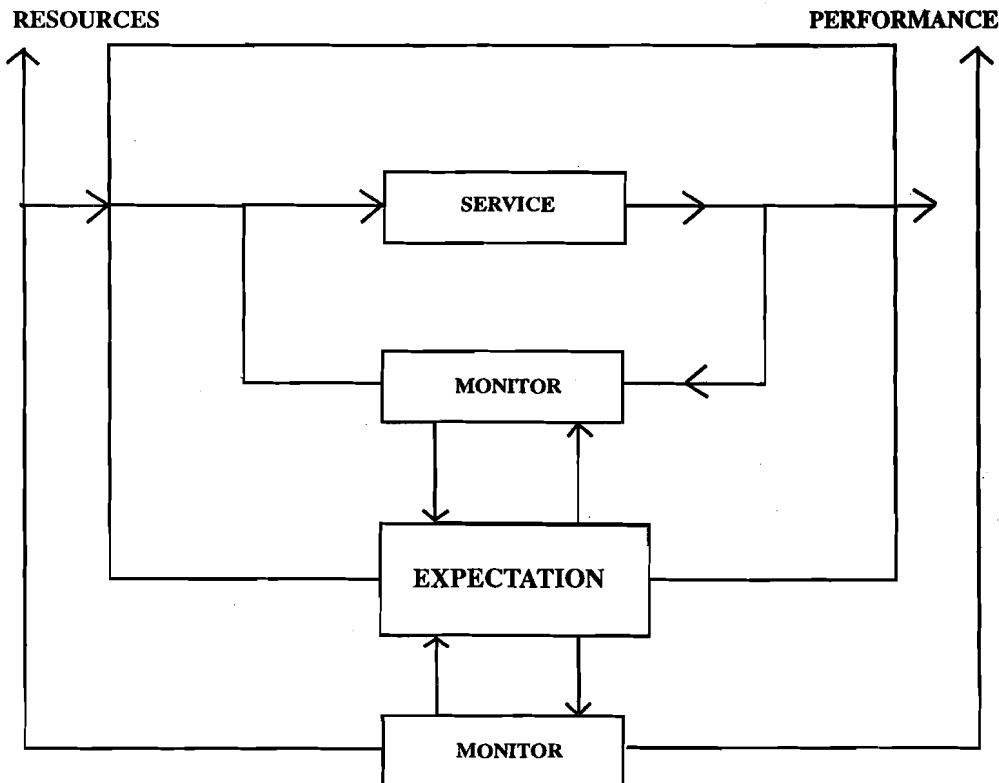 RESOURCES
PERFORMANCE
SERVICE
MONITOR
EXPECTATION
MONITOR